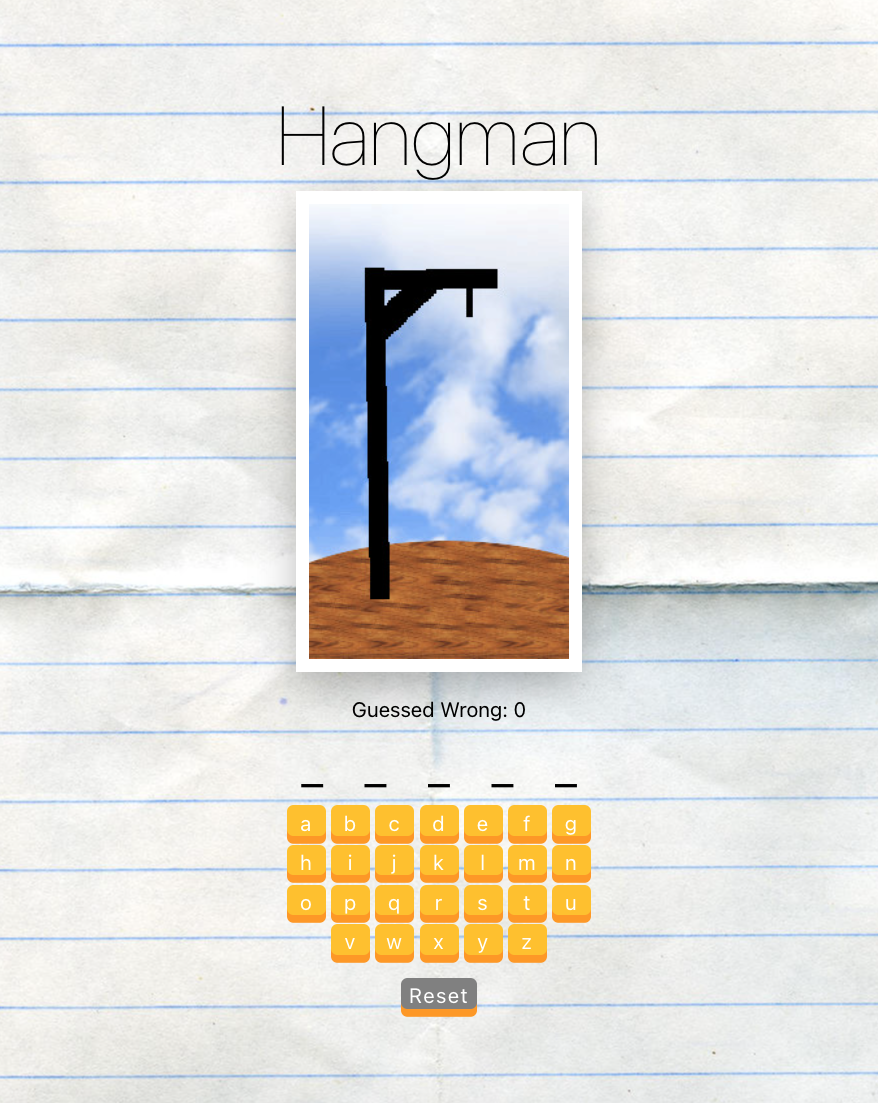 Hangman
Guessed Wrong: 0
_ _ _ _ _
a b c d e f g
h i j k l m n
o p q r s t u
v w x y z
Reset